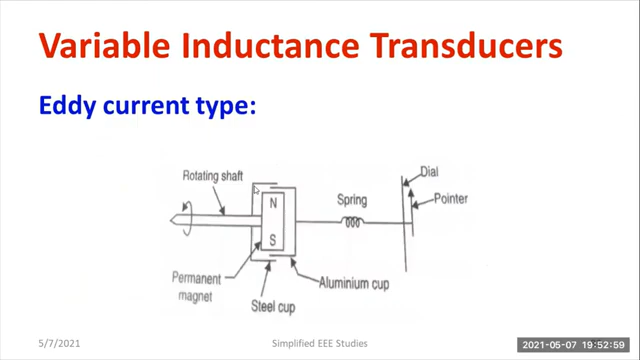 Variable Inductance Transducers
Eddy current type:
Rotating shaft
Dial
Spring
Pointer
N
S
Permanent
magnet
Steel cup
Aluminium cup
5/7/2021
Simplified EEE Studies
2021-05-07 19:52:59